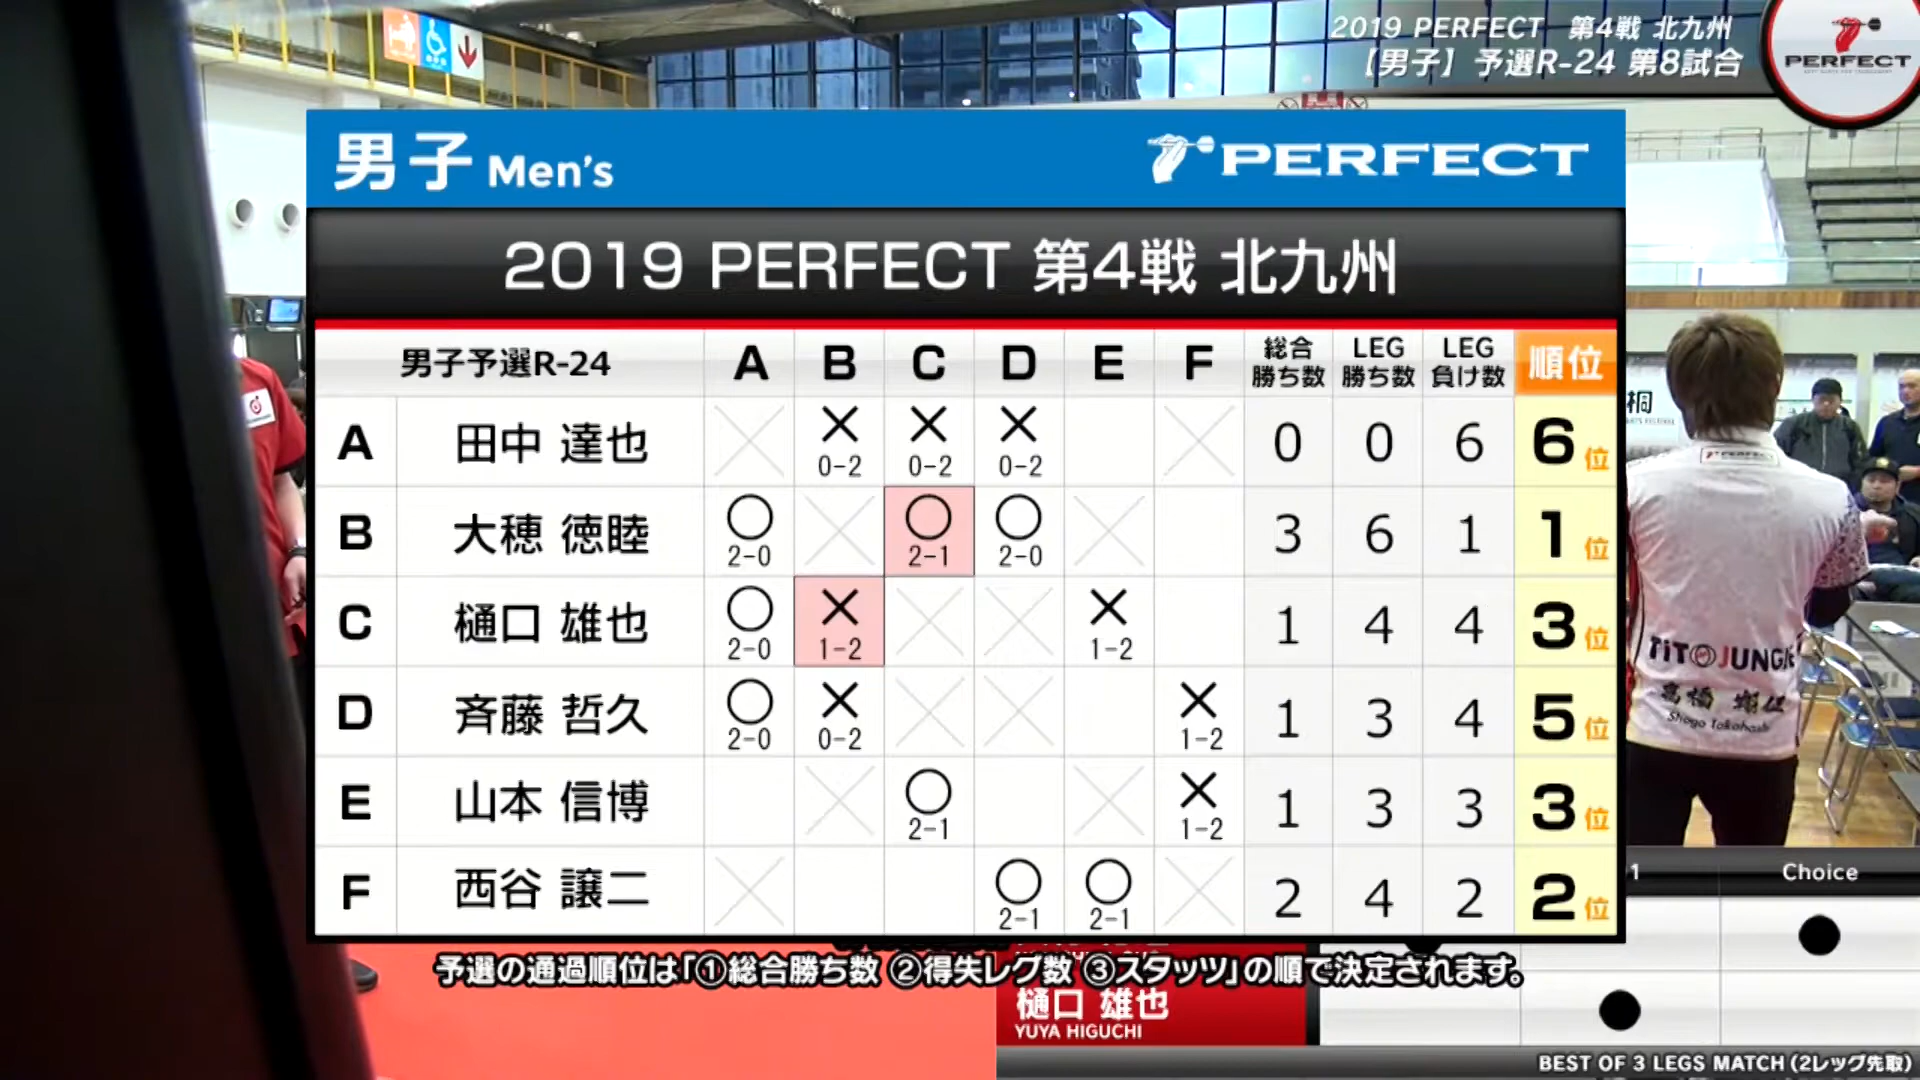 2019 PERFECT 第4戦 北九州
【男子】予選R-24 第8試合
PERFECT
男子 Men's
PERFECT
2019 PERFECT 第4戦 北九州
男子予選R-24 A B C D E F 総合勝ち数 LEG勝ち数 LEG負け数 順位
A 田中 達也 × 0-2 × 0-2 × 0-2 0 0 6 6位
B 大穂 徳睦 ○ 2-0 ○ 2-1 ○ 2-0 3 6 1 1位
C 樋口 雄也 ○ 2-0 × 1-2 × 1-2 1 4 4 3位
D 斉藤 哲久 ○ 2-0 × 0-2 × 1-2 1 3 4 5位
E 山本 信博 ○ 2-1 × 1-2 1 3 3 3位
F 西谷 譲二 ○ 2-1 ○ 2-1 2 4 2 2位
桐
PERFECT
TiTOJUNGLE
Shogo Takahashi
1 Choice
予選の通過順位は「①総合勝ち数 ②得失レグ数 ③スタッツ」の順で決定されます。
樋口 雄也
YUYA HIGUCHI
BEST OF 3 LEGS MATCH (2レッグ先取)